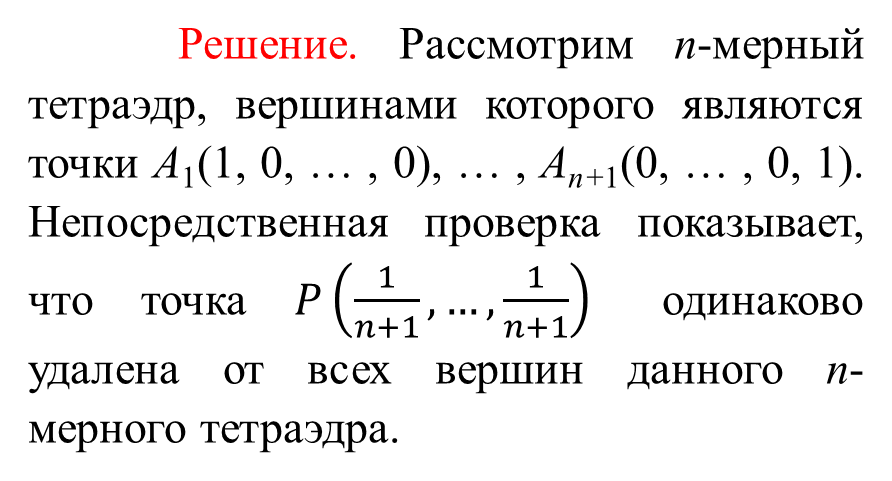 Решение. Рассмотрим n-мерный
тетраэдр, вершинами которого являются
точки A₁(1, 0, … , 0), … , Aₙ₊₁(0, … , 0, 1).
Непосредственная проверка показывает,
что точка P(1/(n+1), …, 1/(n+1)) одинаково
удалена от всех вершин данного n-
мерного тетраэдра.